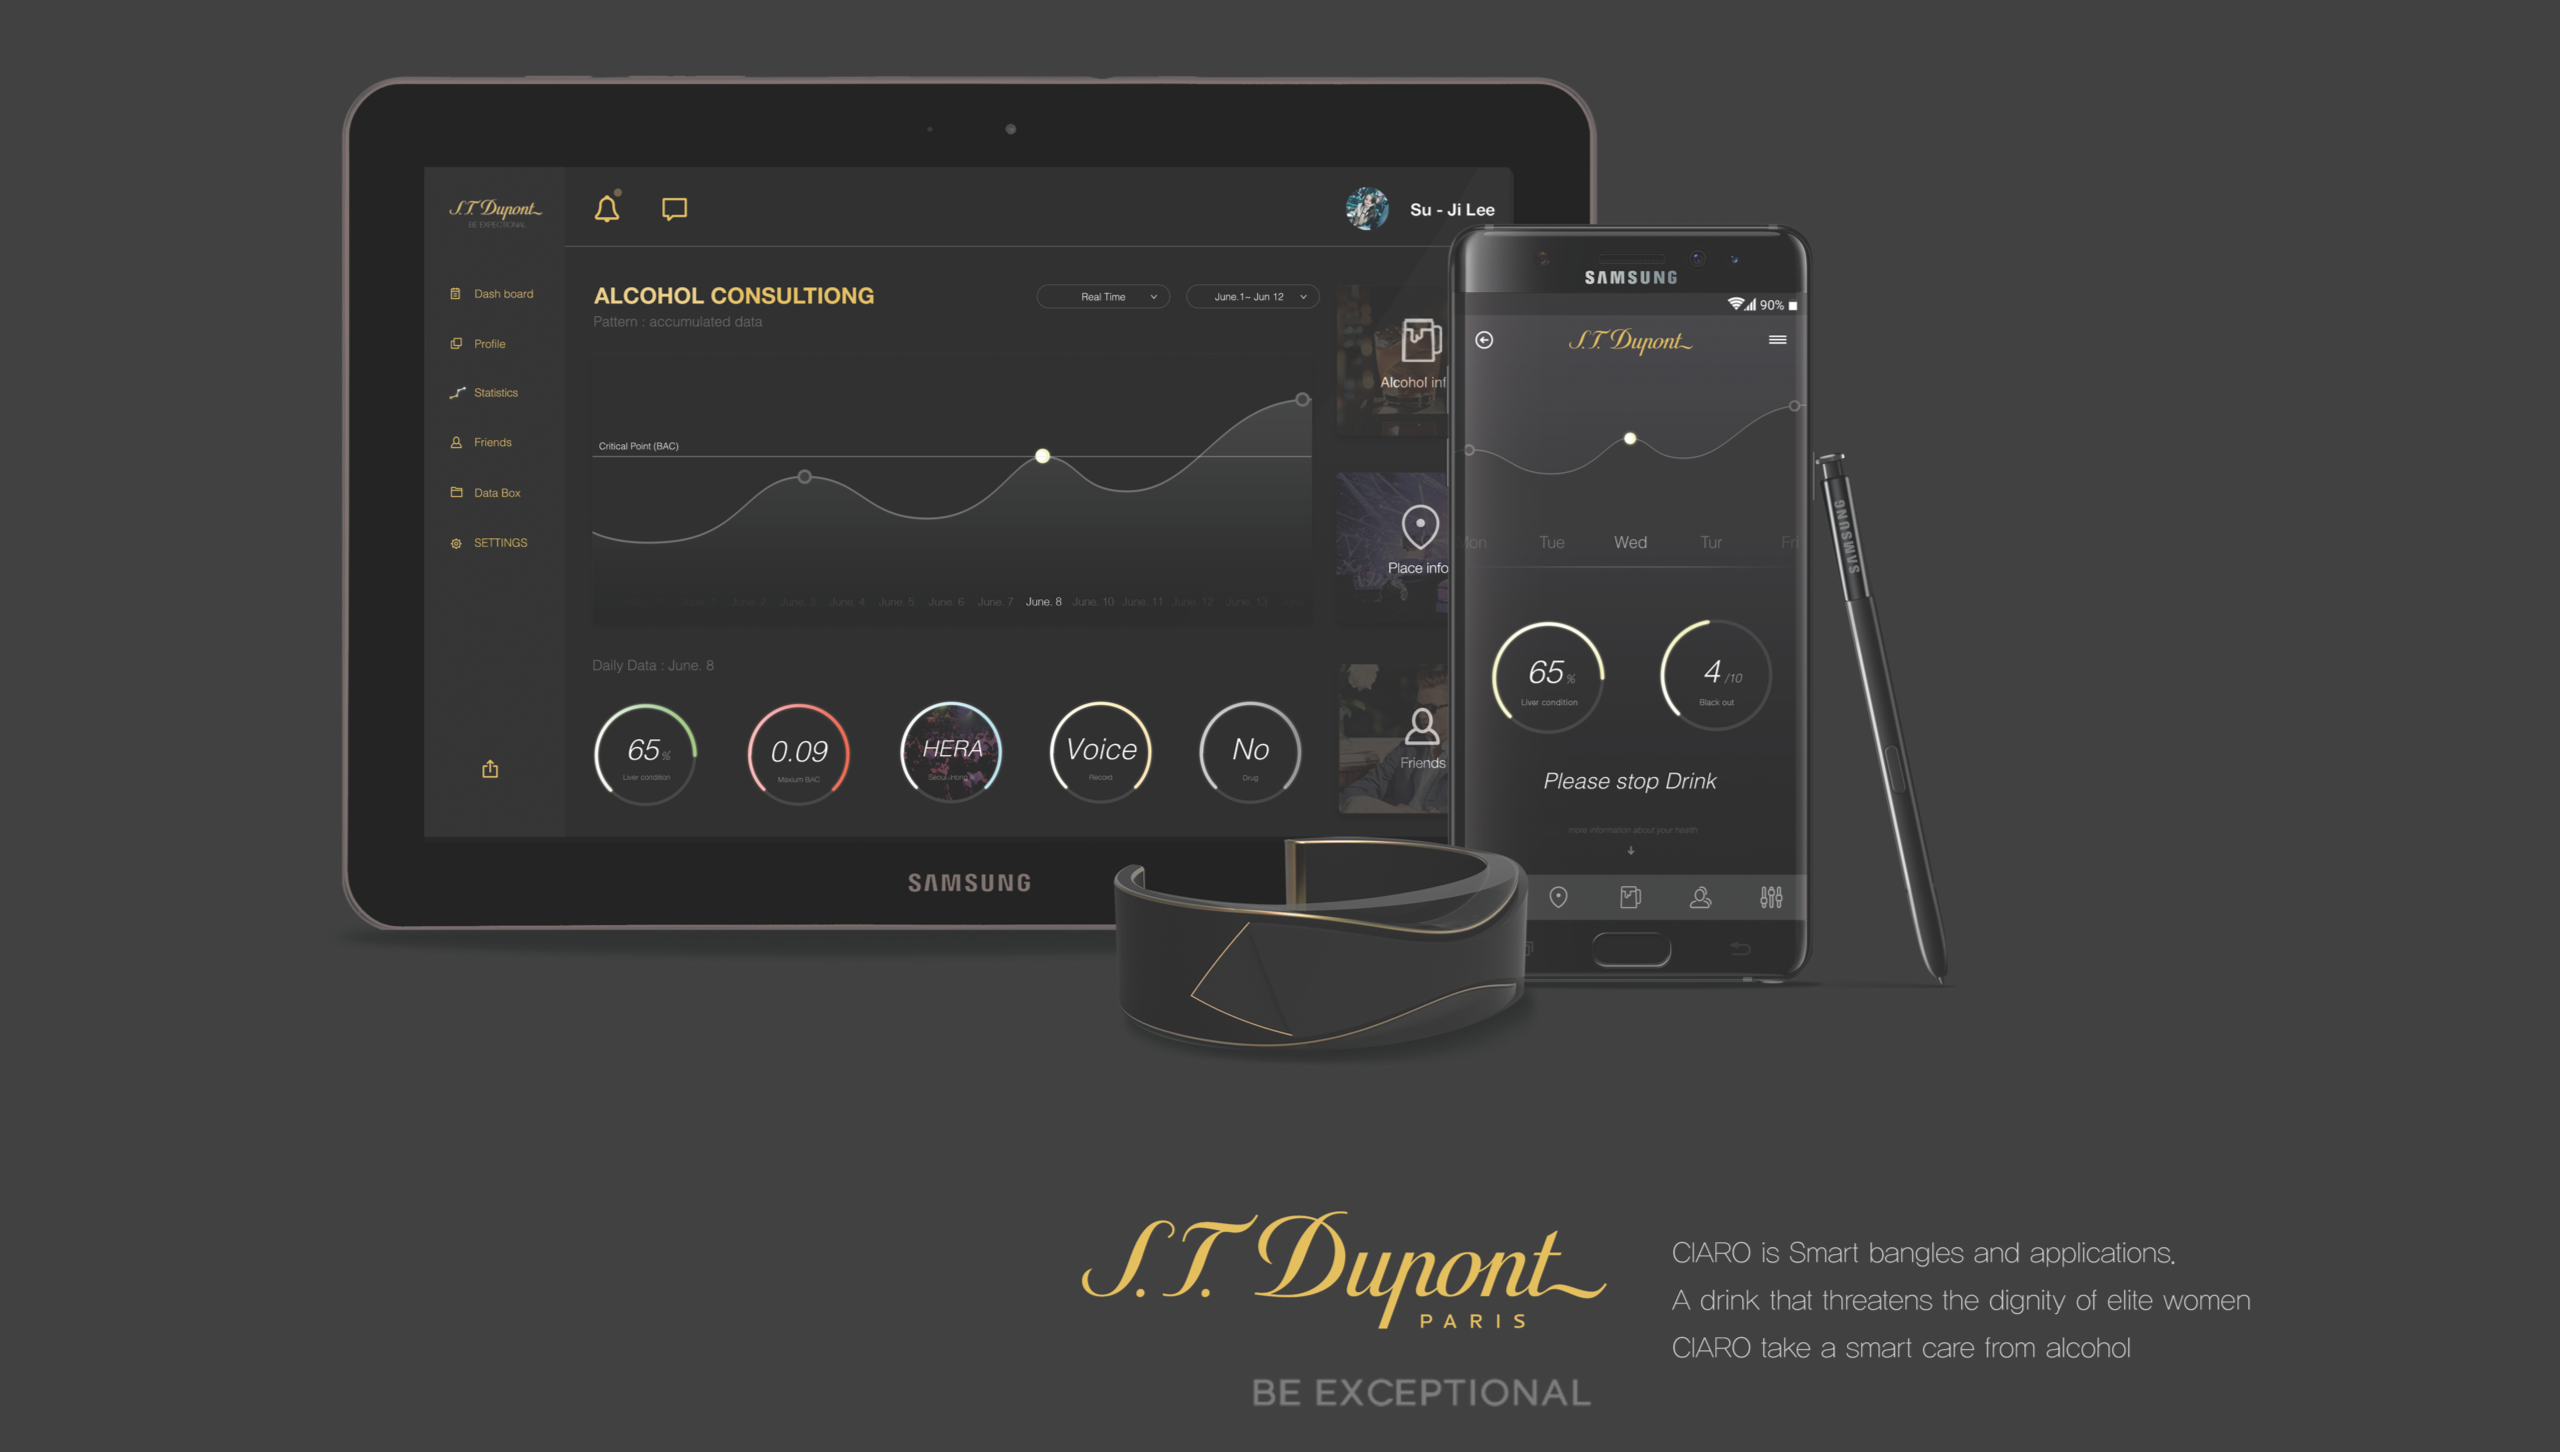 S.T. Dupont
BE EXPECTIONAL
Dash board
Profile
Statistics
Friends
Data Box
SETTINGS
Su - Ji Lee
ALCOHOL CONSULTIONG
Pattern : accumulated data
Real Time
June.1~ Jun 12
Critical Point (BAC)
June. 2 June. 3 June. 4 June. 5 June. 6 June. 7 June. 8 June. 10 June. 11 June. 12 June. 13
Daily Data : June. 8
65 %
Liver condition
0.09
Maxium BAC
HERA
Voice
Record
No
Drug
Alcohol inf
Place info
Friends
SAMSUNG
SAMSUNG
90%
S.T. Dupont
Mon Tue Wed Tur Fri
65 %
Liver condition
4 /10
Black out
Please stop Drink
more information about your health
SAMSUNG
S.T. Dupont
PARIS
BE EXCEPTIONAL
CIARO is Smart bangles and applications.
A drink that threatens the dignity of elite women
CIARO take a smart care from alcohol